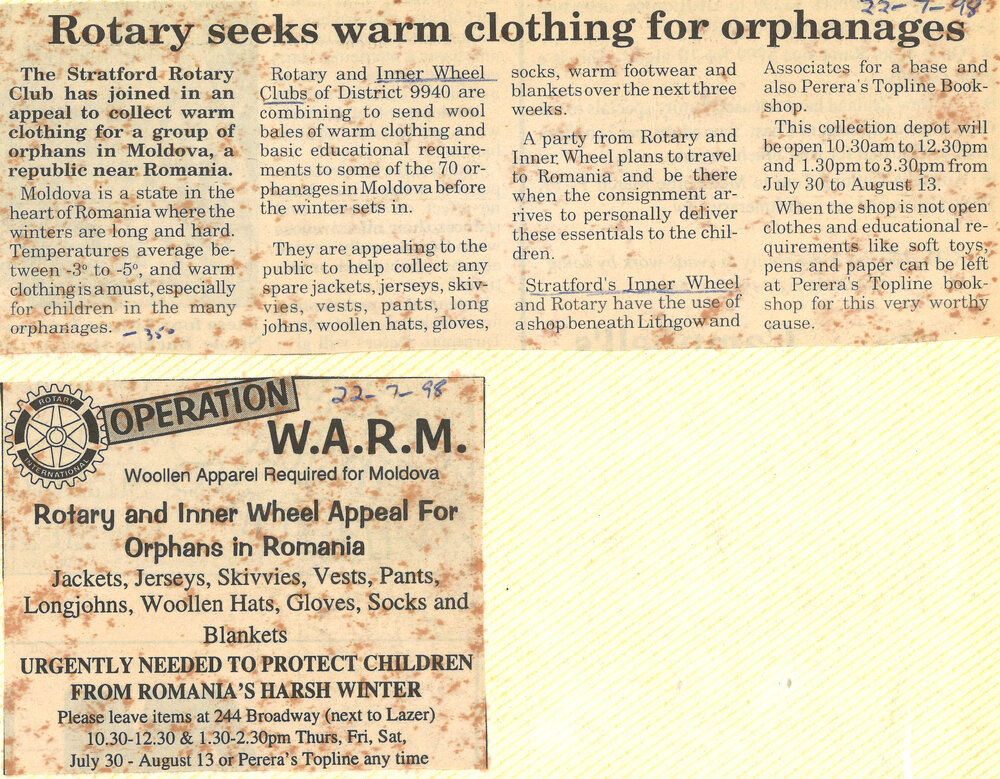 22-7-98
Rotary seeks warm clothing for orphanages
The Stratford Rotary
Club has joined in an
appeal to collect warm
clothing for a group of
orphans in Moldova, a
republic near Romania.
Moldova is a state in the
heart of Romania where the
winters are long and hard.
Temperatures average be-
tween -3° to -5°, and warm
clothing is a must, especially
for children in the many
orphanages.
-35°
Rotary and Inner Wheel
Clubs of District 9940 are
combining to send wool
bales of warm clothing and
basic educational require-
ments to some of the 70 or-
phanages in Moldova before
the winter sets in.
They are appealing to the
public to help collect any
spare jackets, jerseys, skiv-
vies, vests, pants, long
johns, woollen hats, gloves,
socks, warm footwear and
blankets over the next three
weeks.
A party from Rotary and
Inner Wheel plans to travel
to Romania and be there
when the consignment ar-
rives to personally deliver
these essentials to the chil-
dren.
Stratford's Inner Wheel
and Rotary have the use of
a shop beneath Lithgow and
Associates for a base and
also Perera's Topline Book-
shop.
This collection depot will
be open 10.30am to 12.30pm
and 1.30pm to 3.30pm from
July 30 to August 13.
When the shop is not open
clothes and educational re-
quirements like soft toys,
pens and paper can be left
at Perera's Topline book-
shop for this very worthy
cause.
ROTARY
INTERNATIONAL
OPERATION
22-7-98
W.A.R.M.
Woollen Apparel Required for Moldova
Rotary and Inner Wheel Appeal For
Orphans in Romania
Jackets, Jerseys, Skivvies, Vests, Pants,
Longjohns, Woollen Hats, Gloves, Socks and
Blankets
URGENTLY NEEDED TO PROTECT CHILDREN
FROM ROMANIA'S HARSH WINTER
Please leave items at 244 Broadway (next to Lazer)
10.30-12.30 & 1.30-2.30pm Thurs, Fri, Sat,
July 30 - August 13 or Perera's Topline any time